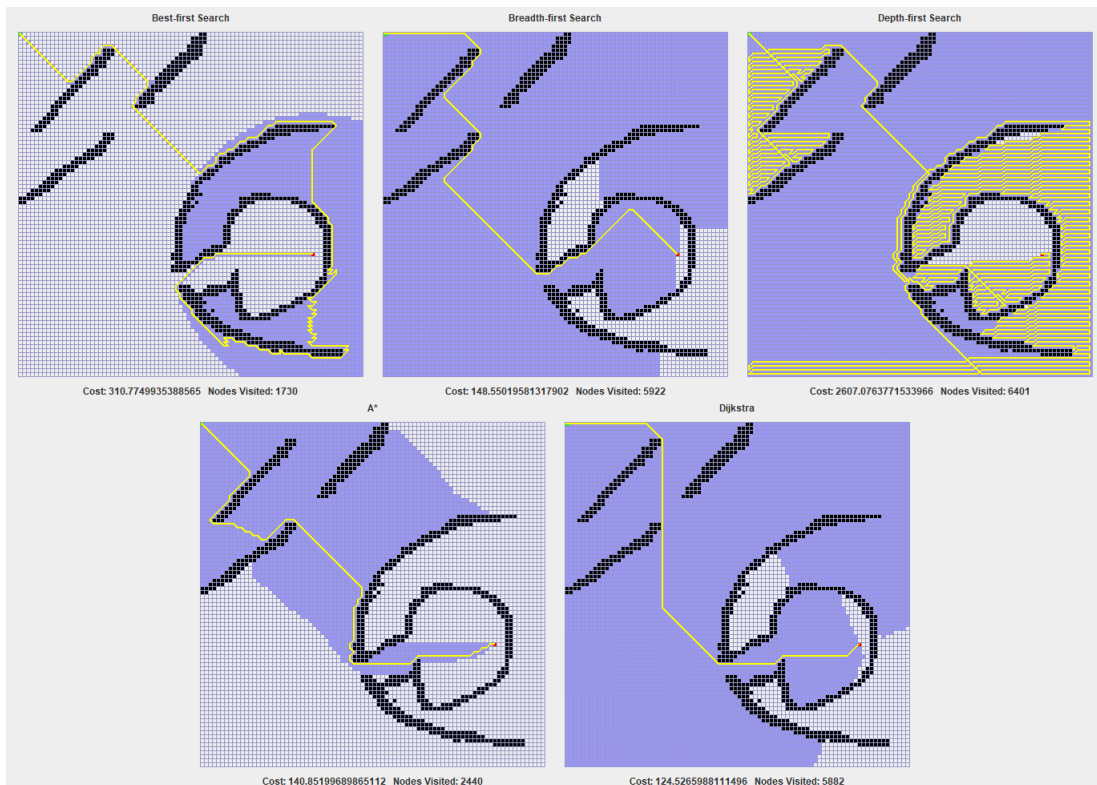 Best-first Search
Breadth-first Search
Depth-first Search
Cost: 310.7749935388565 Nodes Visited: 1730
Cost: 148.55019581317902 Nodes Visited: 5922
Cost: 2607.0763771533966 Nodes Visited: 6401
A*
Dijkstra
Cost: 140.85199689865112 Nodes Visited: 2440
Cost: 124.5265988111496 Nodes Visited: 5882